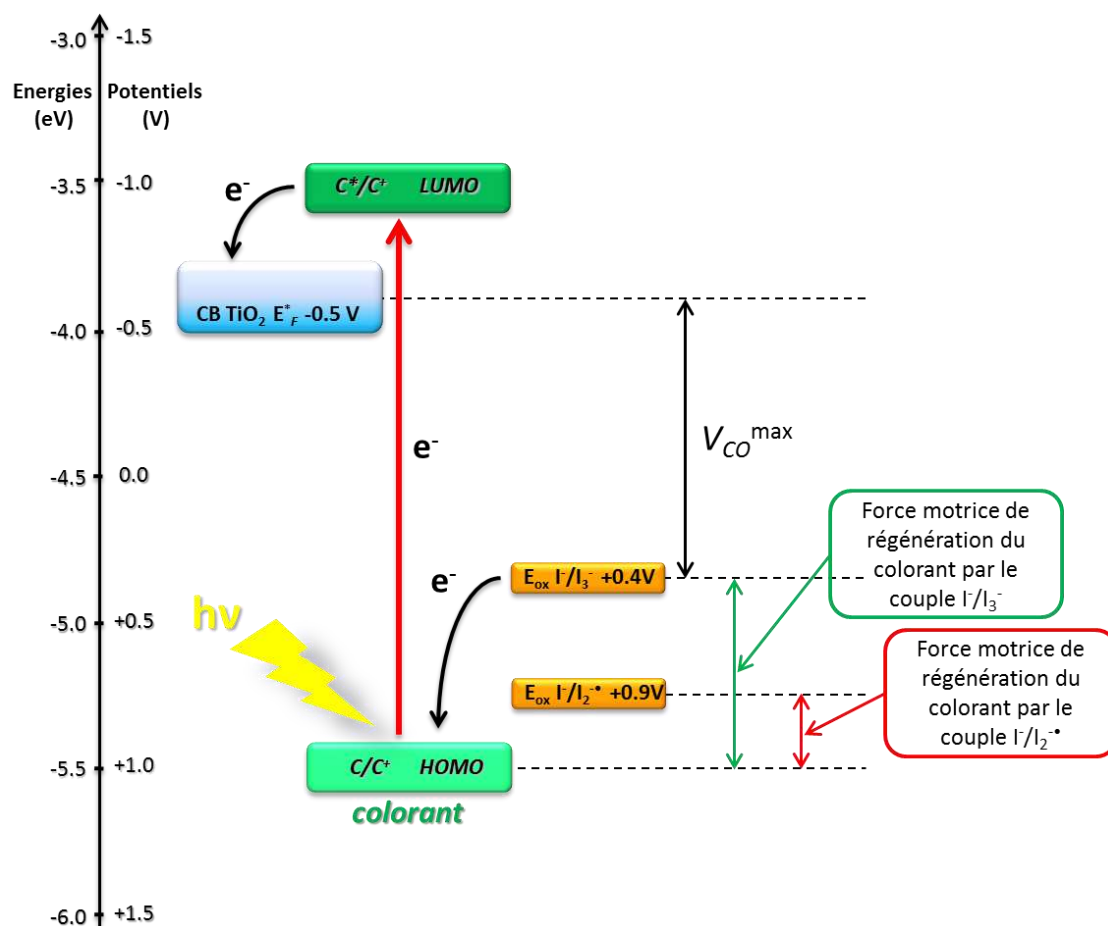 -3.0 -1.5
Energies Potentiels
(eV) (V)
-3.5 -1.0
e⁻
C*/C⁺ LUMO
CB TiO₂ E*F -0.5 V
-4.0 -0.5
e⁻
VCOmax
-4.5 0.0
Force motrice de
régénération du
colorant par le
couple I⁻/I₃⁻
e⁻
Eox I⁻/I₃⁻ +0.4V
hν
-5.0 +0.5
Force motrice de
régénération du
colorant par le
couple I⁻/I₂⁻•
Eox I⁻/I₂⁻• +0.9V
-5.5 +1.0
C/C⁺ HOMO
colorant
-6.0 +1.5